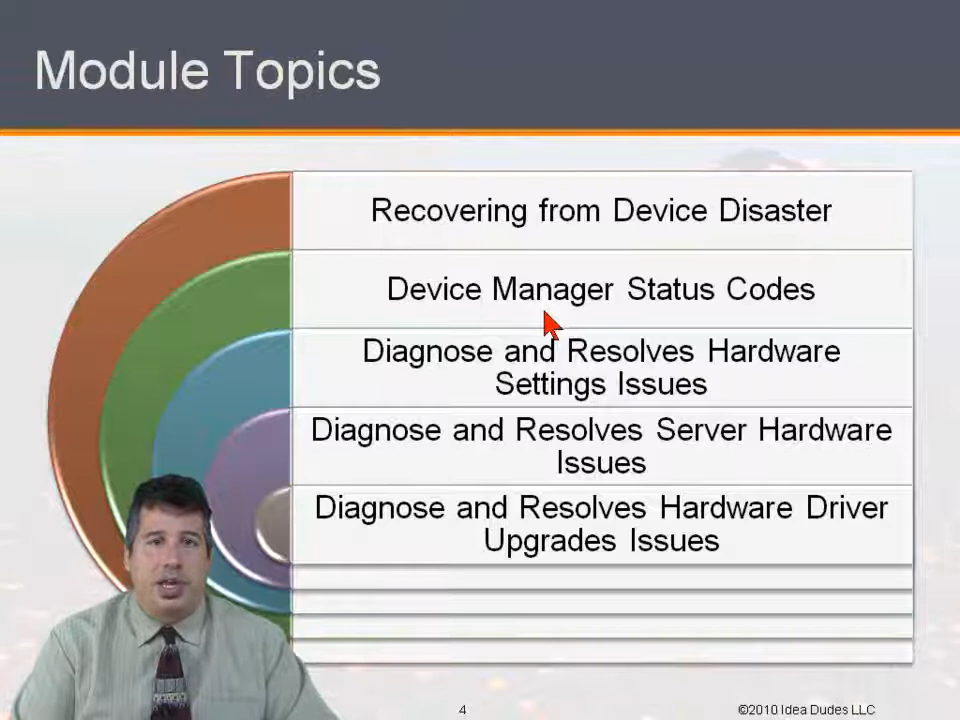 Module Topics
Recovering from Device Disaster
Device Manager Status Codes
Diagnose and Resolves Hardware
Settings Issues
Diagnose and Resolves Server Hardware
Issues
Diagnose and Resolves Hardware Driver
Upgrades Issues
4
©2010 Idea Dudes LLC